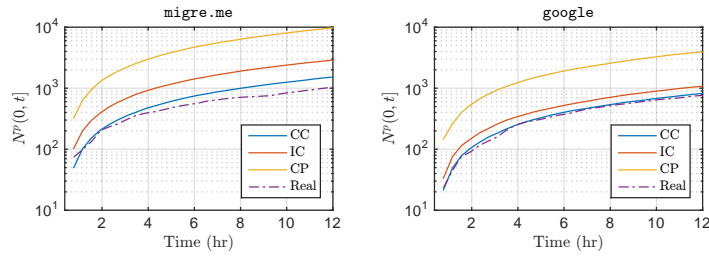 migre.me
10^4
10^3
10^2
10^1
N^p(0, t]
2 4 6 8 10 12
Time (hr)
CC
IC
CP
Real
google
10^4
10^3
10^2
10^1
N^p(0, t]
2 4 6 8 10 12
Time (hr)
CC
IC
CP
Real